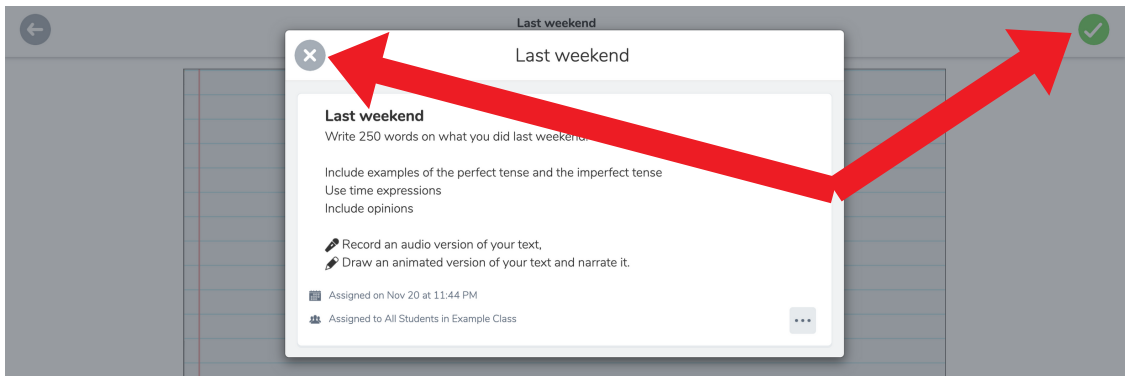 Last weekend
Last weekend
Last weekend
Write 250 words on what you did last weekend.
Include examples of the perfect tense and the imperfect tense
Use time expressions
Include opinions
Record an audio version of your text,
Draw an animated version of your text and narrate it.
Assigned on Nov 20 at 11:44 PM
Assigned to All Students in Example Class